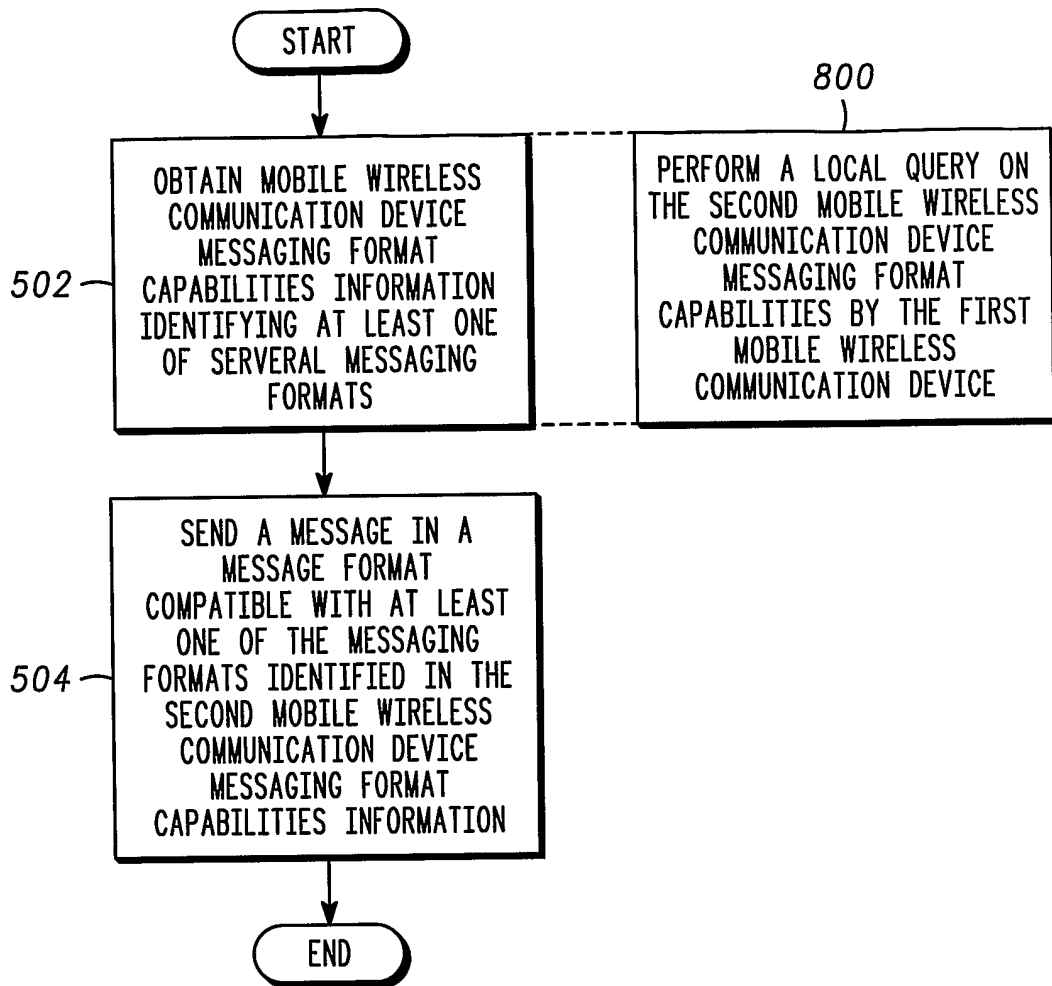 START
800
502
OBTAIN MOBILE WIRELESS
COMMUNICATION DEVICE
MESSAGING FORMAT
CAPABILITIES INFORMATION
IDENTIFYING AT LEAST ONE
OF SERVERAL MESSAGING
FORMATS
PERFORM A LOCAL QUERY ON
THE SECOND MOBILE WIRELESS
COMMUNICATION DEVICE
MESSAGING FORMAT
CAPABILITIES BY THE FIRST
MOBILE WIRELESS
COMMUNICATION DEVICE
504
SEND A MESSAGE IN A
MESSAGE FORMAT
COMPATIBLE WITH AT LEAST
ONE OF THE MESSAGING
FORMATS IDENTIFIED IN THE
SECOND MOBILE WIRELESS
COMMUNICATION DEVICE
MESSAGING FORMAT
CAPABILITIES INFORMATION
END